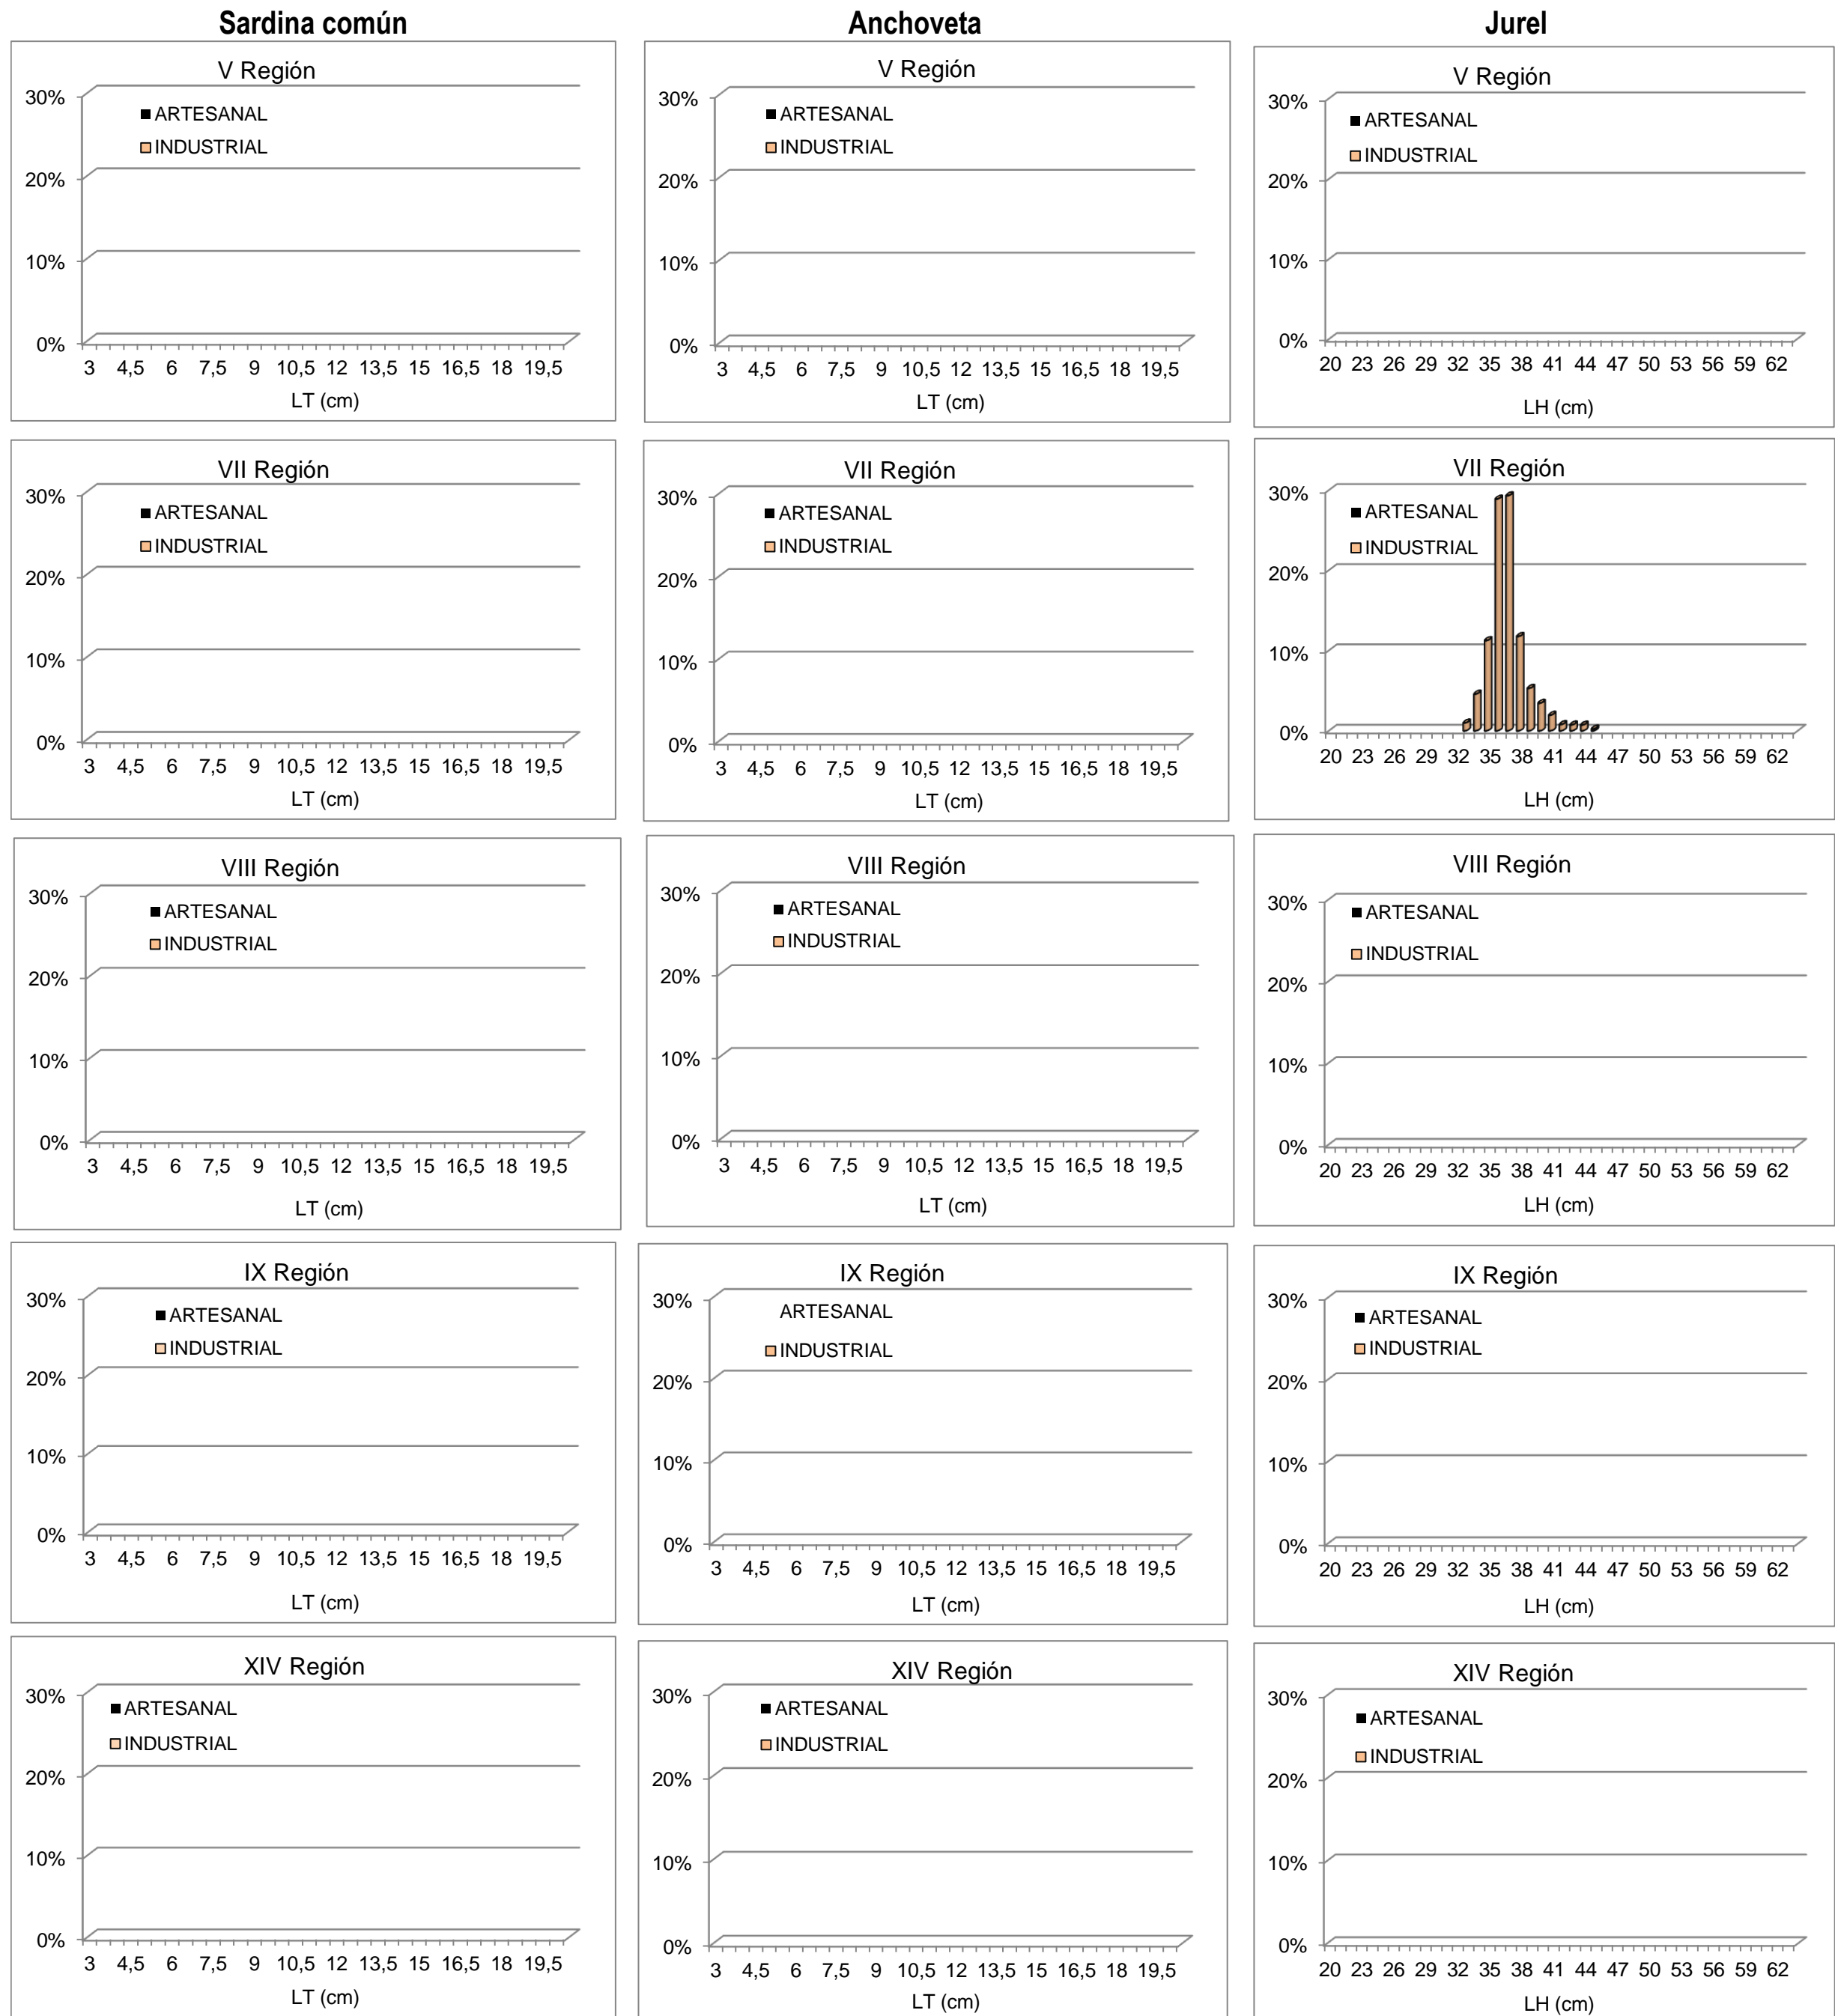 Sardina común
Anchoveta
Jurel
V Región
30%
20%
10%
0%
ARTESANAL
INDUSTRIAL
3 4,5 6 7,5 9 10,5 12 13,5 15 16,5 18 19,5
LT (cm)
V Región
30%
20%
10%
0%
ARTESANAL
INDUSTRIAL
3 4,5 6 7,5 9 10,5 12 13,5 15 16,5 18 19,5
LT (cm)
V Región
30%
20%
10%
0%
ARTESANAL
INDUSTRIAL
20 23 26 29 32 35 38 41 44 47 50 53 56 59 62
LH (cm)
VII Región
30%
20%
10%
0%
ARTESANAL
INDUSTRIAL
3 4,5 6 7,5 9 10,5 12 13,5 15 16,5 18 19,5
LT (cm)
VII Región
30%
20%
10%
0%
ARTESANAL
INDUSTRIAL
3 4,5 6 7,5 9 10,5 12 13,5 15 16,5 18 19,5
LT (cm)
VII Región
30%
20%
10%
0%
ARTESANAL
INDUSTRIAL
20 23 26 29 32 35 38 41 44 47 50 53 56 59 62
LH (cm)
VIII Región
30%
20%
10%
0%
ARTESANAL
INDUSTRIAL
3 4,5 6 7,5 9 10,5 12 13,5 15 16,5 18 19,5
LT (cm)
VIII Región
30%
20%
10%
0%
ARTESANAL
INDUSTRIAL
3 4,5 6 7,5 9 10,5 12 13,5 15 16,5 18 19,5
LT (cm)
VIII Región
30%
20%
10%
0%
ARTESANAL
INDUSTRIAL
20 23 26 29 32 35 38 41 44 47 50 53 56 59 62
LH (cm)
IX Región
30%
20%
10%
0%
ARTESANAL
INDUSTRIAL
3 4,5 6 7,5 9 10,5 12 13,5 15 16,5 18 19,5
LT (cm)
IX Región
30%
20%
10%
0%
ARTESANAL
INDUSTRIAL
3 4,5 6 7,5 9 10,5 12 13,5 15 16,5 18 19,5
LT (cm)
IX Región
30%
20%
10%
0%
ARTESANAL
INDUSTRIAL
20 23 26 29 32 35 38 41 44 47 50 53 56 59 62
LH (cm)
XIV Región
30%
20%
10%
0%
ARTESANAL
INDUSTRIAL
3 4,5 6 7,5 9 10,5 12 13,5 15 16,5 18 19,5
LT (cm)
XIV Región
30%
20%
10%
0%
ARTESANAL
INDUSTRIAL
3 4,5 6 7,5 9 10,5 12 13,5 15 16,5 18 19,5
LT (cm)
XIV Región
30%
20%
10%
0%
ARTESANAL
INDUSTRIAL
20 23 26 29 32 35 38 41 44 47 50 53 56 59 62
LH (cm)